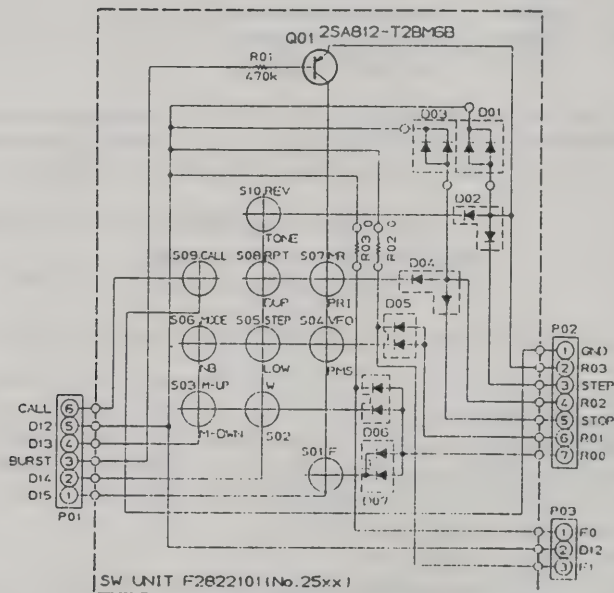 2SA812-T2BM6B
Q01
R01
470k
D03 D01
S10 REV
TONE
D02
R03 0
R02 0
S09 CALL S08 RPT S07 MR
DUP PRI
D04
D05
S06 MODE S05 STEP S04 VFO
NB LOW PMS
S03 M-UP W
M-DWN S02
D06
S01 F
D07
CALL 6
D12 5
D13 4
BURST 3
D14 2
D15 1
P01
P02
1 GND
2 R03
3 STEP
4 R02
5 STOP
6 R01
7 R00
P03
1 F0
2 D12
3 F1
SW UNIT F2822101(No.25xx)